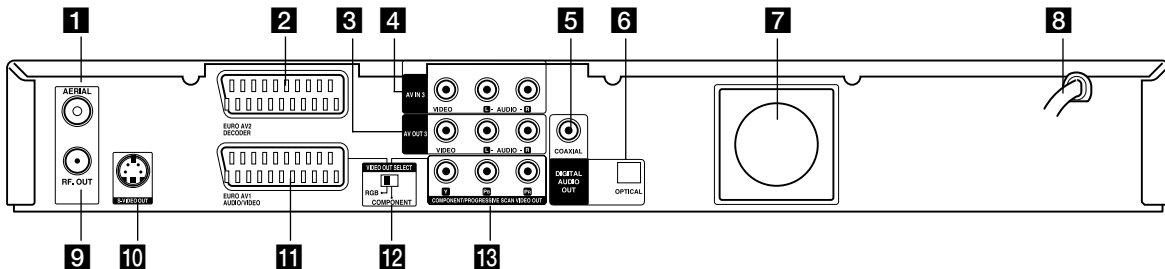 1 2 3 4 5 6 7 8
AERIAL
RF. OUT
S-VIDEO OUT
EURO AV2
DECODER
EURO AV1
AUDIO/VIDEO
AV IN 3
VIDEO L - AUDIO - R
AV OUT 3
VIDEO L - AUDIO - R
VIDEO OUT SELECT
RGB
COMPONENT
Y PB PR
COMPONENT/PROGRESSIVE SCAN VIDEO OUT
COAXIAL
DIGITAL
AUDIO
OUT
OPTICAL
9 10 11 12 13